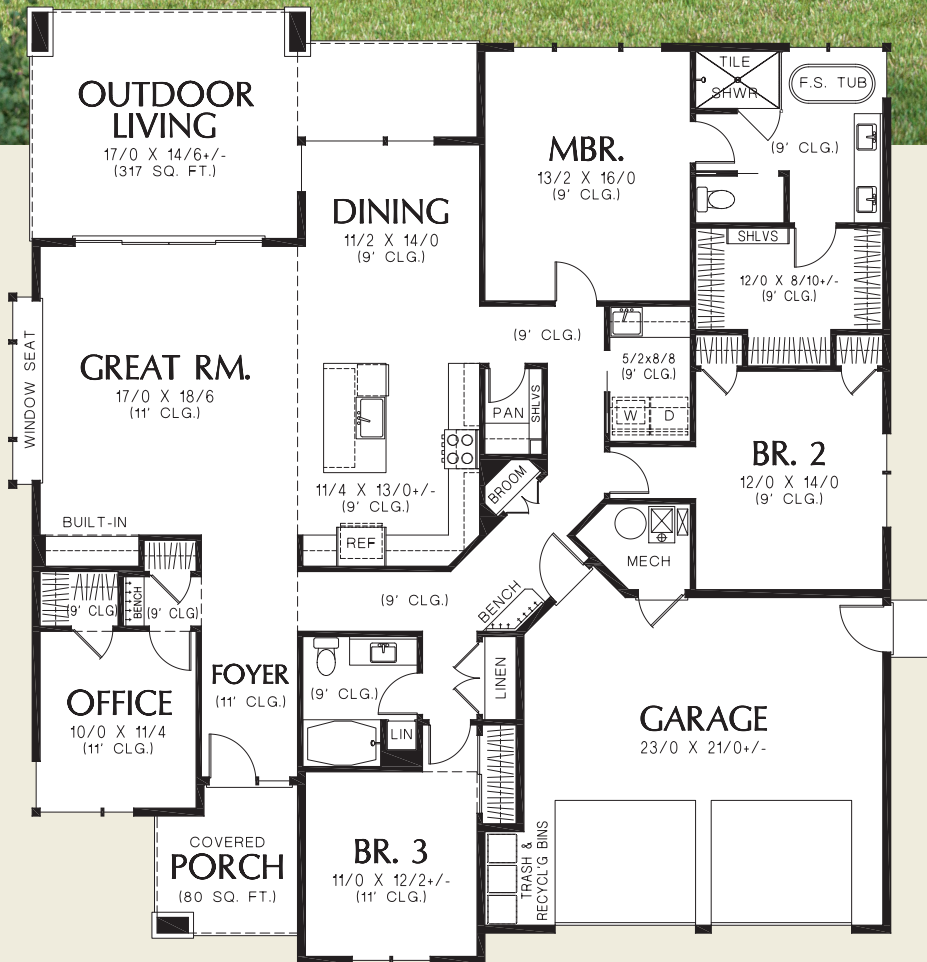 OUTDOOR
LIVING
17/0 X 14/6+/-
(317 SQ. FT.)
MBR.
13/2 X 16/0
(9' CLG.)
TILE
SHWR
F.S. TUB
(9' CLG.)
DINING
11/2 X 14/0
(9' CLG.)
SHLVS
12/0 X 8/10+/-
(9' CLG.)
WINDOW SEAT
GREAT RM.
17/0 X 18/6
(11' CLG.)
(9' CLG.)
5/2x8/8
(9' CLG.)
W D
PAN
SHLVS
BR. 2
12/0 X 14/0
(9' CLG.)
11/4 X 13/0+/-
(9' CLG.)
BROOM
REF
BUILT-IN
MECH
(9' CLG)
BENCH
(9' CLG)
(9' CLG.)
BENCH
FOYER
(11' CLG.)
OFFICE
10/0 X 11/4
(11' CLG.)
(9' CLG.)
LINEN
LIN
GARAGE
23/0 X 21/0+/-
COVERED
PORCH
(80 SQ. FT.)
BR. 3
11/0 X 12/2+/-
(11' CLG.)
TRASH &
RECYCL'G BINS